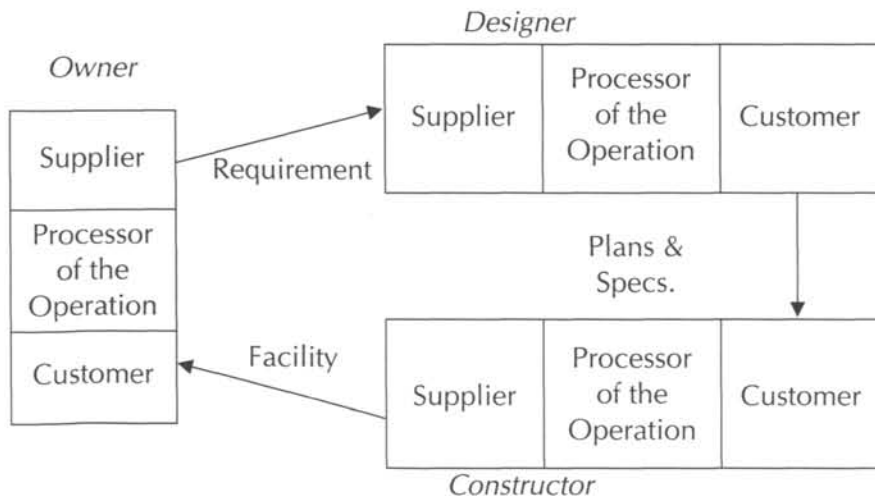 Designer
Owner
Supplier
Processor
of the
Operation
Customer
Supplier
Requirement
Processor
of the
Operation
Plans &
Specs.
Customer
Facility
Supplier
Processor
of the
Operation
Customer
Constructor